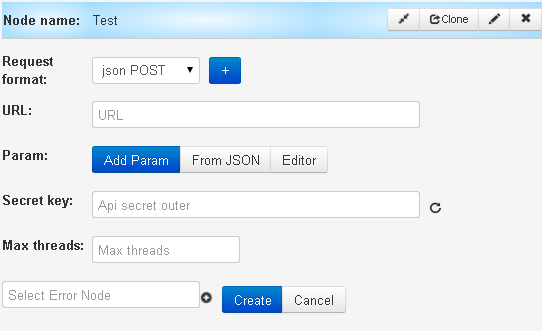 Node name: Test Clone
Request format: json POST +
URL: URL
Param: Add Param From JSON Editor
Secret key: Api secret outer
Max threads: Max threads
Select Error Node Create Cancel